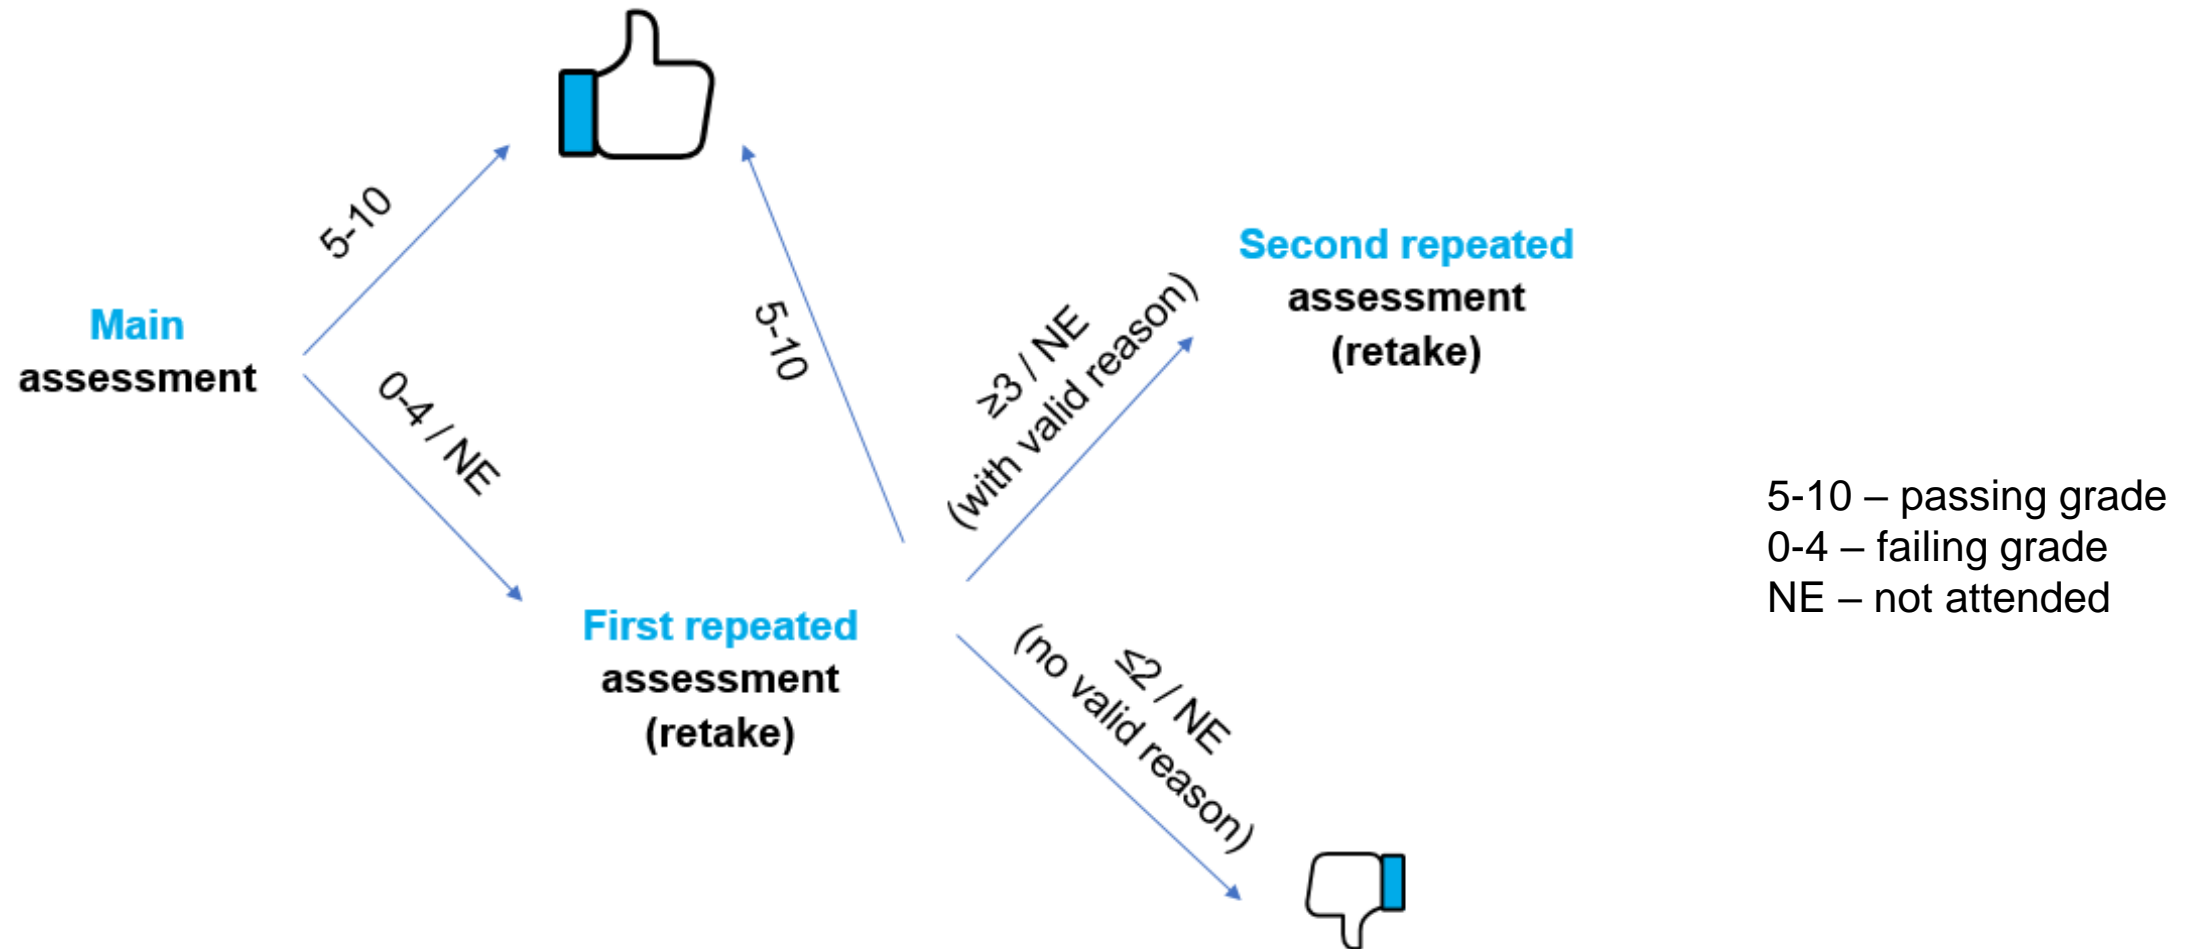 5-10
Main
assessment
0-4 / NE
5-10
Second repeated
assessment
(retake)
≥3 / NE
(with valid reason)
First repeated
assessment
(retake)
≤2 / NE
(no valid reason)
5-10 – passing grade
0-4 – failing grade
NE – not attended